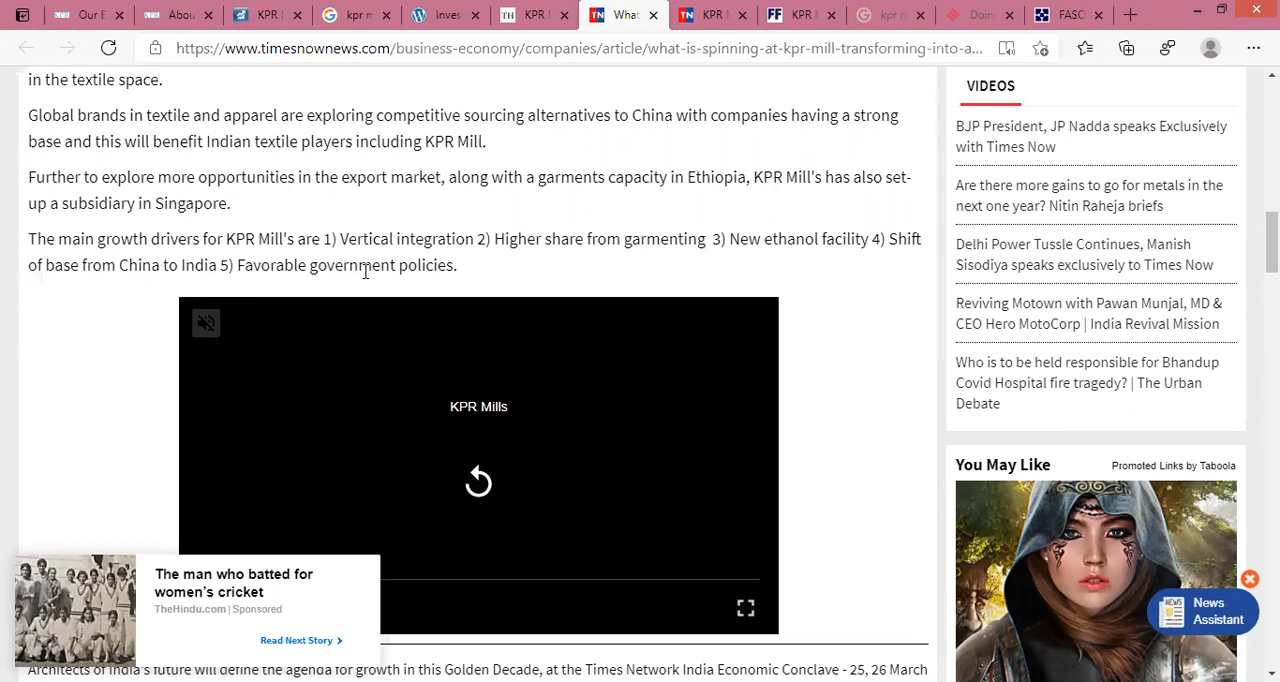 Our B
Abou
KPR I
kpr m
Inves
TH KPR M
TN What
TN KPR
FF KPR I
kpr n
Doin
FASC
https://www.timesnownews.com/business-economy/companies/article/what-is-spinning-at-kpr-mill-transforming-into-a...
in the textile space.
Global brands in textile and apparel are exploring competitive sourcing alternatives to China with companies having a strong
base and this will benefit Indian textile players including KPR Mill.
Further to explore more opportunities in the export market, along with a garments capacity in Ethiopia, KPR Mill's has also set-
up a subsidiary in Singapore.
The main growth drivers for KPR Mill's are 1) Vertical integration 2) Higher share from garmenting 3) New ethanol facility 4) Shift
of base from China to India 5) Favorable government policies.
KPR Mills
The man who batted for
women's cricket
TheHindu.com | Sponsored
Read Next Story
Architects of India's future will define the agenda for growth in this Golden Decade, at the Times Network India Economic Conclave - 25, 26 March
VIDEOS
BJP President, JP Nadda speaks Exclusively
with Times Now
Are there more gains to go for metals in the
next one year? Nitin Raheja briefs
Delhi Power Tussle Continues, Manish
Sisodiya speaks exclusively to Times Now
Reviving Motown with Pawan Munjal, MD &
CEO Hero MotoCorp | India Revival Mission
Who is to be held responsible for Bhandup
Covid Hospital fire tragedy? | The Urban
Debate
You May Like
Promoted Links by Taboola
NEWS
News
Assistant